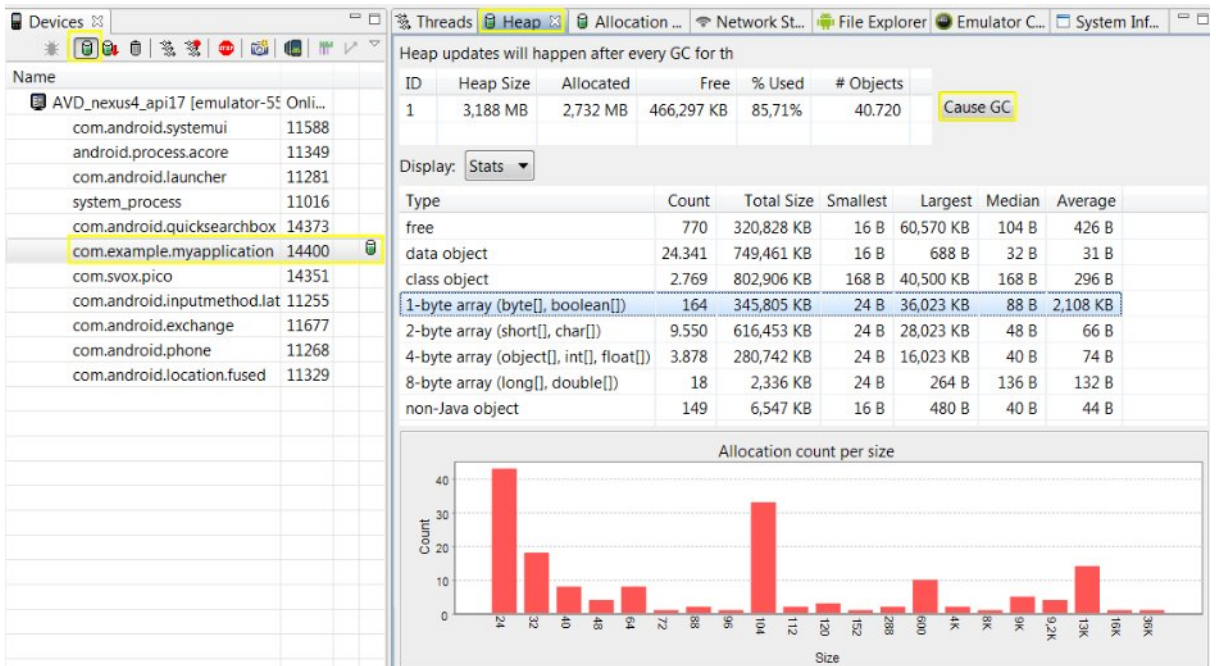 Devices
Name
AVD_nexus4_api17 [emulator-55 Onli...
com.android.systemui 11588
android.process.acore 11349
com.android.launcher 11281
system_process 11016
com.android.quicksearchbox 14373
com.example.myapplication 14400
com.svox.pico 14351
com.android.inputmethod.lat 11255
com.android.exchange 11677
com.android.phone 11268
com.android.location.fused 11329
Threads Heap Allocation ... Network St... File Explorer Emulator C... System Inf...
Heap updates will happen after every GC for th
ID Heap Size Allocated Free % Used # Objects
1 3,188 MB 2,732 MB 466,297 KB 85,71% 40.720
Cause GC
Display: Stats
Type Count Total Size Smallest Largest Median Average
free 770 320,828 KB 16 B 60,570 KB 104 B 426 B
data object 24.341 749,461 KB 16 B 688 B 32 B 31 B
class object 2.769 802,906 KB 168 B 40,500 KB 168 B 296 B
1-byte array (byte[], boolean[]) 164 345,805 KB 24 B 36,023 KB 88 B 2,108 KB
2-byte array (short[], char[]) 9.550 616,453 KB 24 B 28,023 KB 48 B 66 B
4-byte array (object[], int[], float[]) 3.878 280,742 KB 24 B 16,023 KB 40 B 74 B
8-byte array (long[], double[]) 18 2,336 KB 24 B 264 B 136 B 132 B
non-Java object 149 6,547 KB 16 B 480 B 40 B 44 B
Allocation count per size
Count
40
30
20
10
0
24 32 40 48 64 72 88 96 104 112 120 152 288 600 4K 8K 9K 9,2K 13K 16K 36K
Size